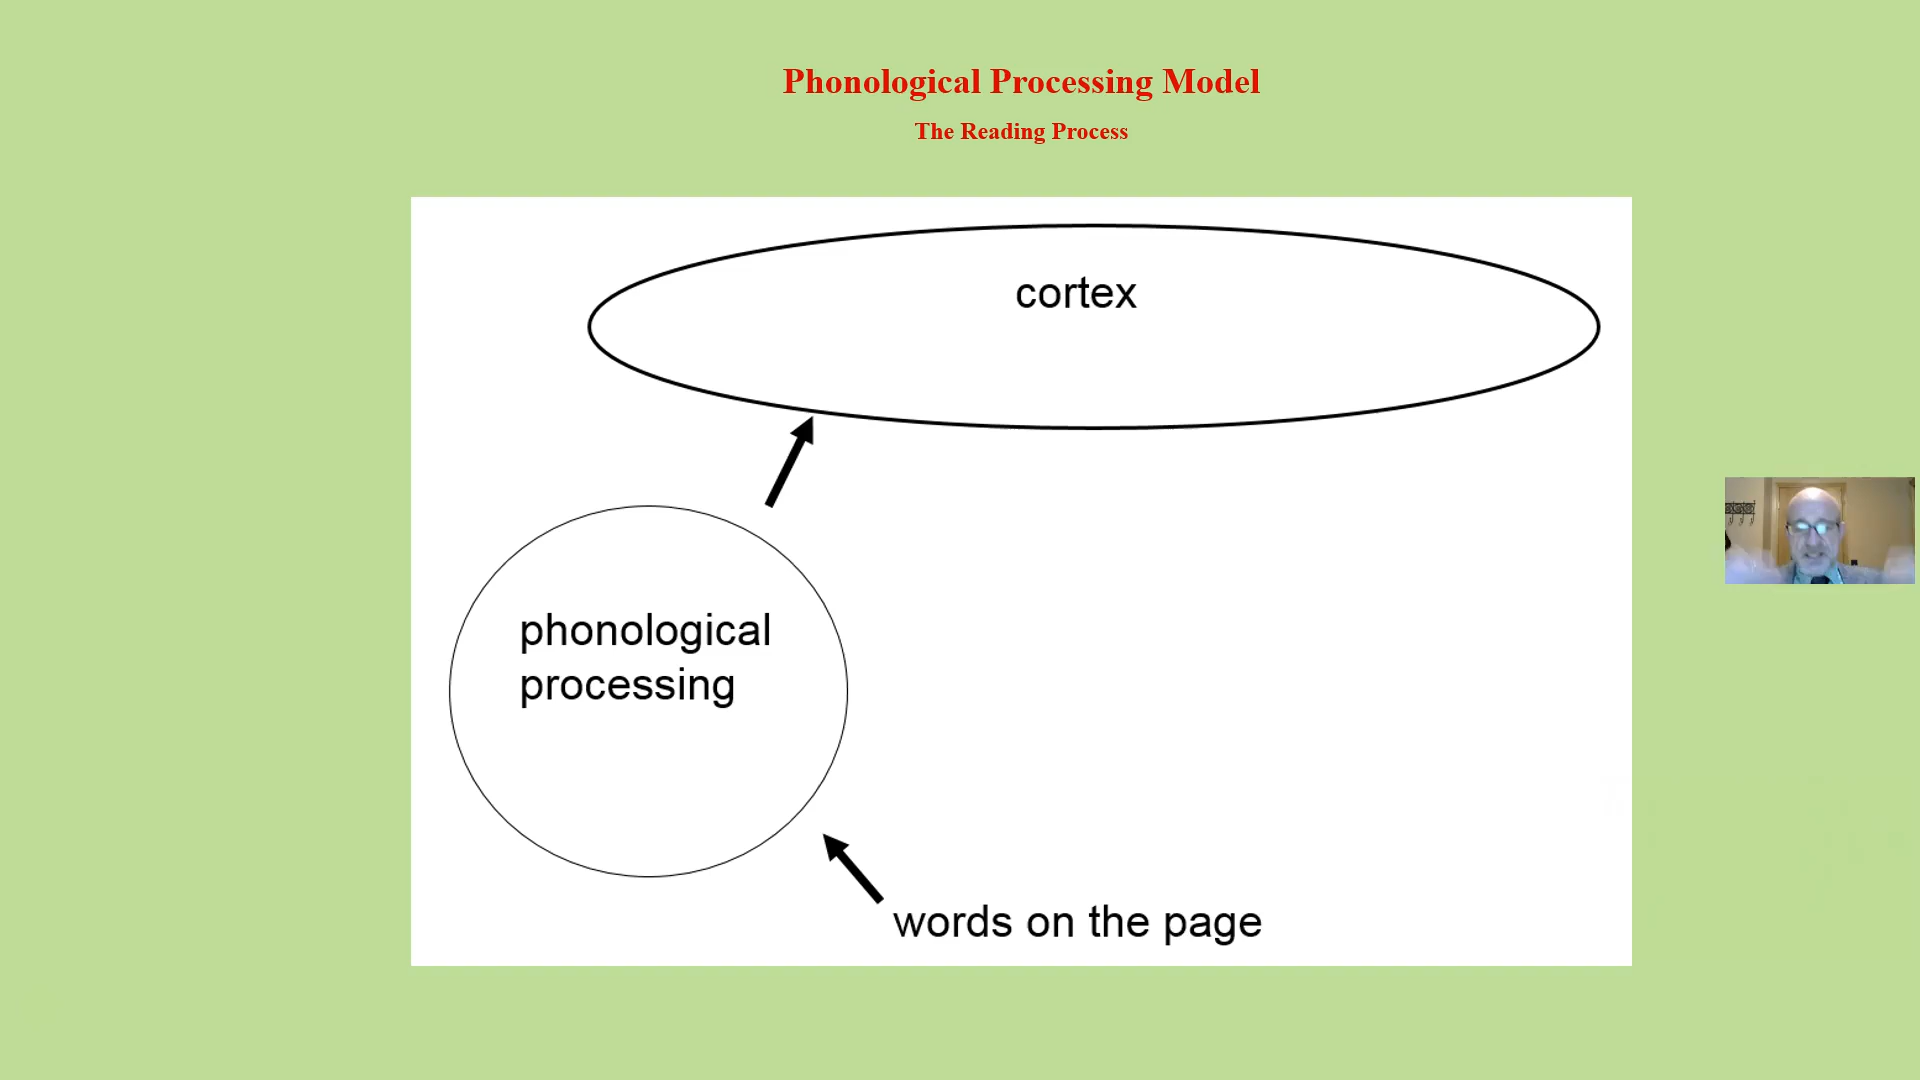 Phonological Processing Model
The Reading Process
cortex
phonological
processing
words on the page